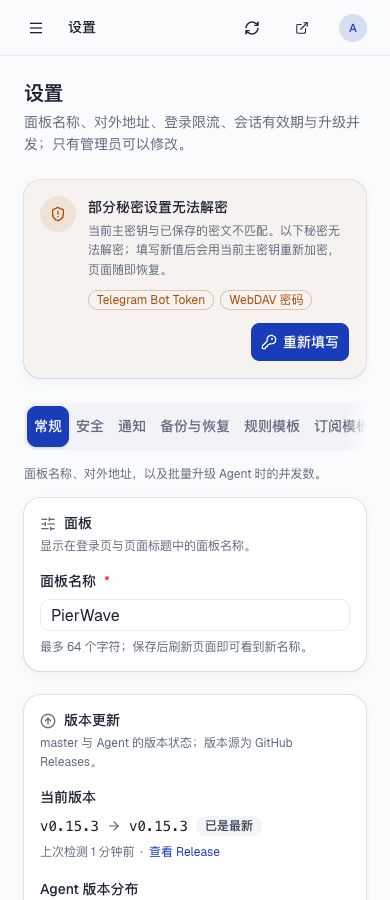 设置
A
设置
面板名称、对外地址、登录限流、会话有效期与升级并
发；只有管理员可以修改。
部分秘密设置无法解密
当前主密钥与已保存的密文不匹配。以下秘密无
法解密；填写新值后会用当前主密钥重新加密，
页面随即恢复。
Telegram Bot Token WebDAV 密码
重新填写
常规 安全 通知 备份与恢复 规则模板 订阅模板
面板名称、对外地址，以及批量升级 Agent 时的并发数。
面板
显示在登录页与页面标题中的面板名称。
面板名称 *
PierWave
最多 64 个字符；保存后刷新页面即可看到新名称。
版本更新
master 与 Agent 的版本状态；版本源为 GitHub
Releases。
当前版本
v0.15.3 → v0.15.3 已是最新
上次检测 1 分钟前 · 查看 Release
Agent 版本分布